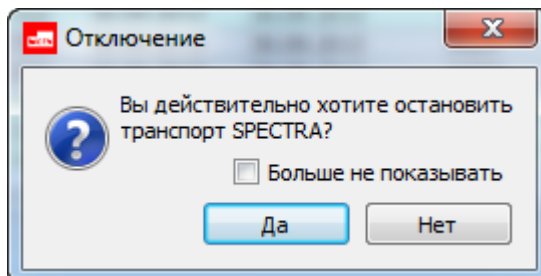 Отключение
Вы действительно хотите остановить
транспорт SPECTRA?
Больше не показывать
Да
Нет